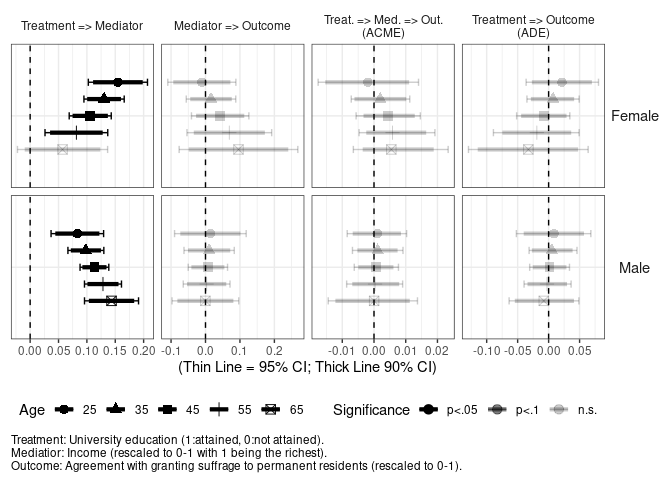 Treatment => Mediator
Mediator => Outcome
Treat. => Med. => Out.
(ACME)
Treatment => Outcome
(ADE)
Female
Male
0.00 0.05 0.10 0.15 0.20
-0.1 0.0 0.1 0.2
-0.01 0.00 0.01 0.02
-0.10 -0.05 0.00 0.05
(Thin Line = 95% CI; Thick Line 90% CI)
Age 25 35 45 55 65 Significance p<.05 p<.1 n.s.
Treatment: University education (1:attained, 0:not attained).
Mediatior: Income (rescaled to 0-1 with 1 being the richest).
Outcome: Agreement with granting suffrage to permanent residents (rescaled to 0-1).